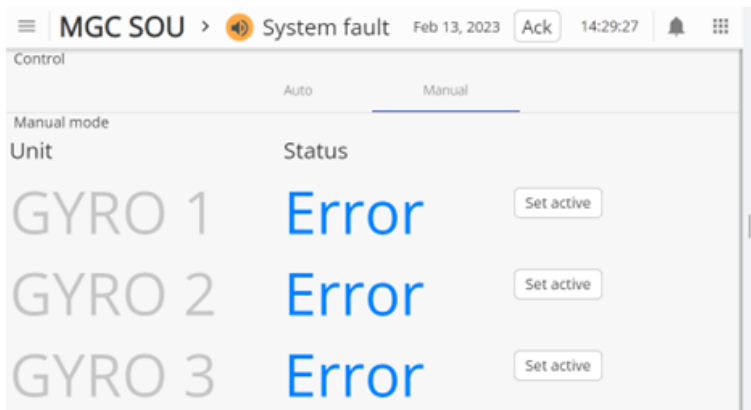 MGC SOU > System fault Feb 13, 2023 Ack 14:29:27
Control
Auto Manual
Manual mode
Unit Status
GYRO 1 Error Set active
GYRO 2 Error Set active
GYRO 3 Error Set active